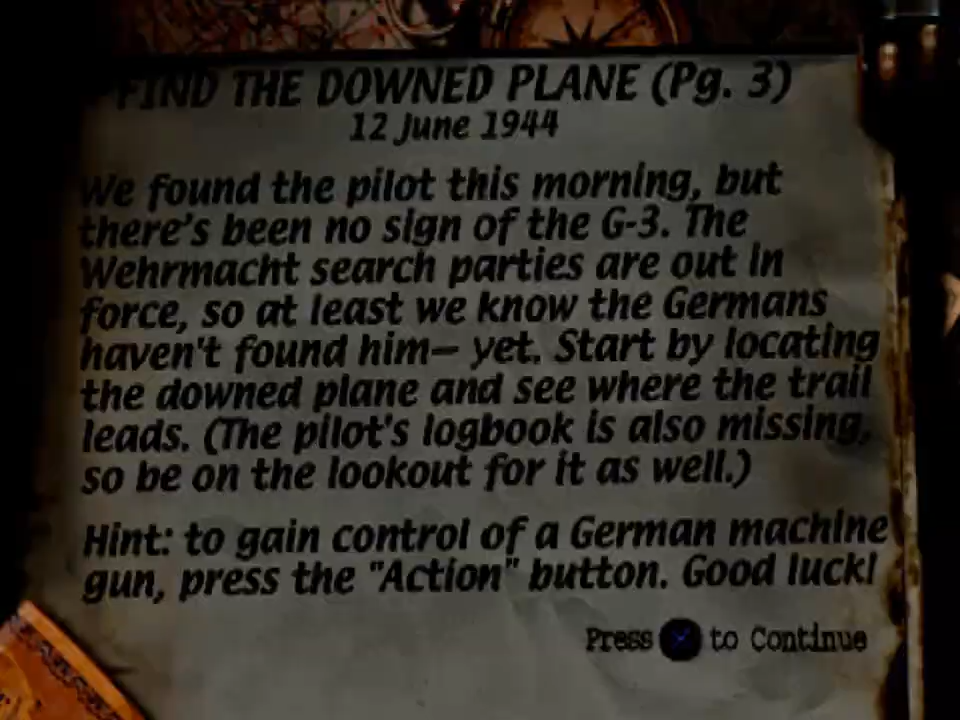 FIND THE DOWNED PLANE (Pg. 3)
12 June 1944
We found the pilot this morning, but
there's been no sign of the G-3. The
Wehrmacht search parties are out in
force, so at least we know the Germans
haven't found him— yet. Start by locating
the downed plane and see where the trail
leads. (The pilot's logbook is also missing,
so be on the lookout for it as well.)
Hint: to gain control of a German machine
gun, press the "Action" button. Good luck!
Press X to Continue